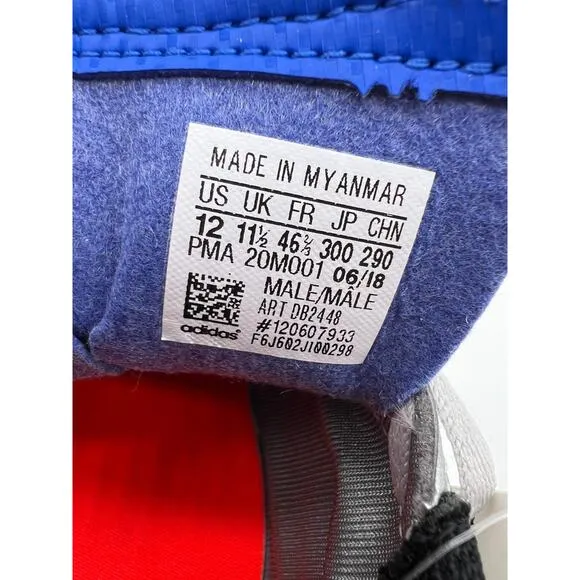 MADE IN MYANMAR
US UK FR JP CHN
12 11½ 46⅔ 300 290
PMA 20M001 06/18
MALE/MÂLE
ART DB2448
#120607933
F6J602J100298
adidas